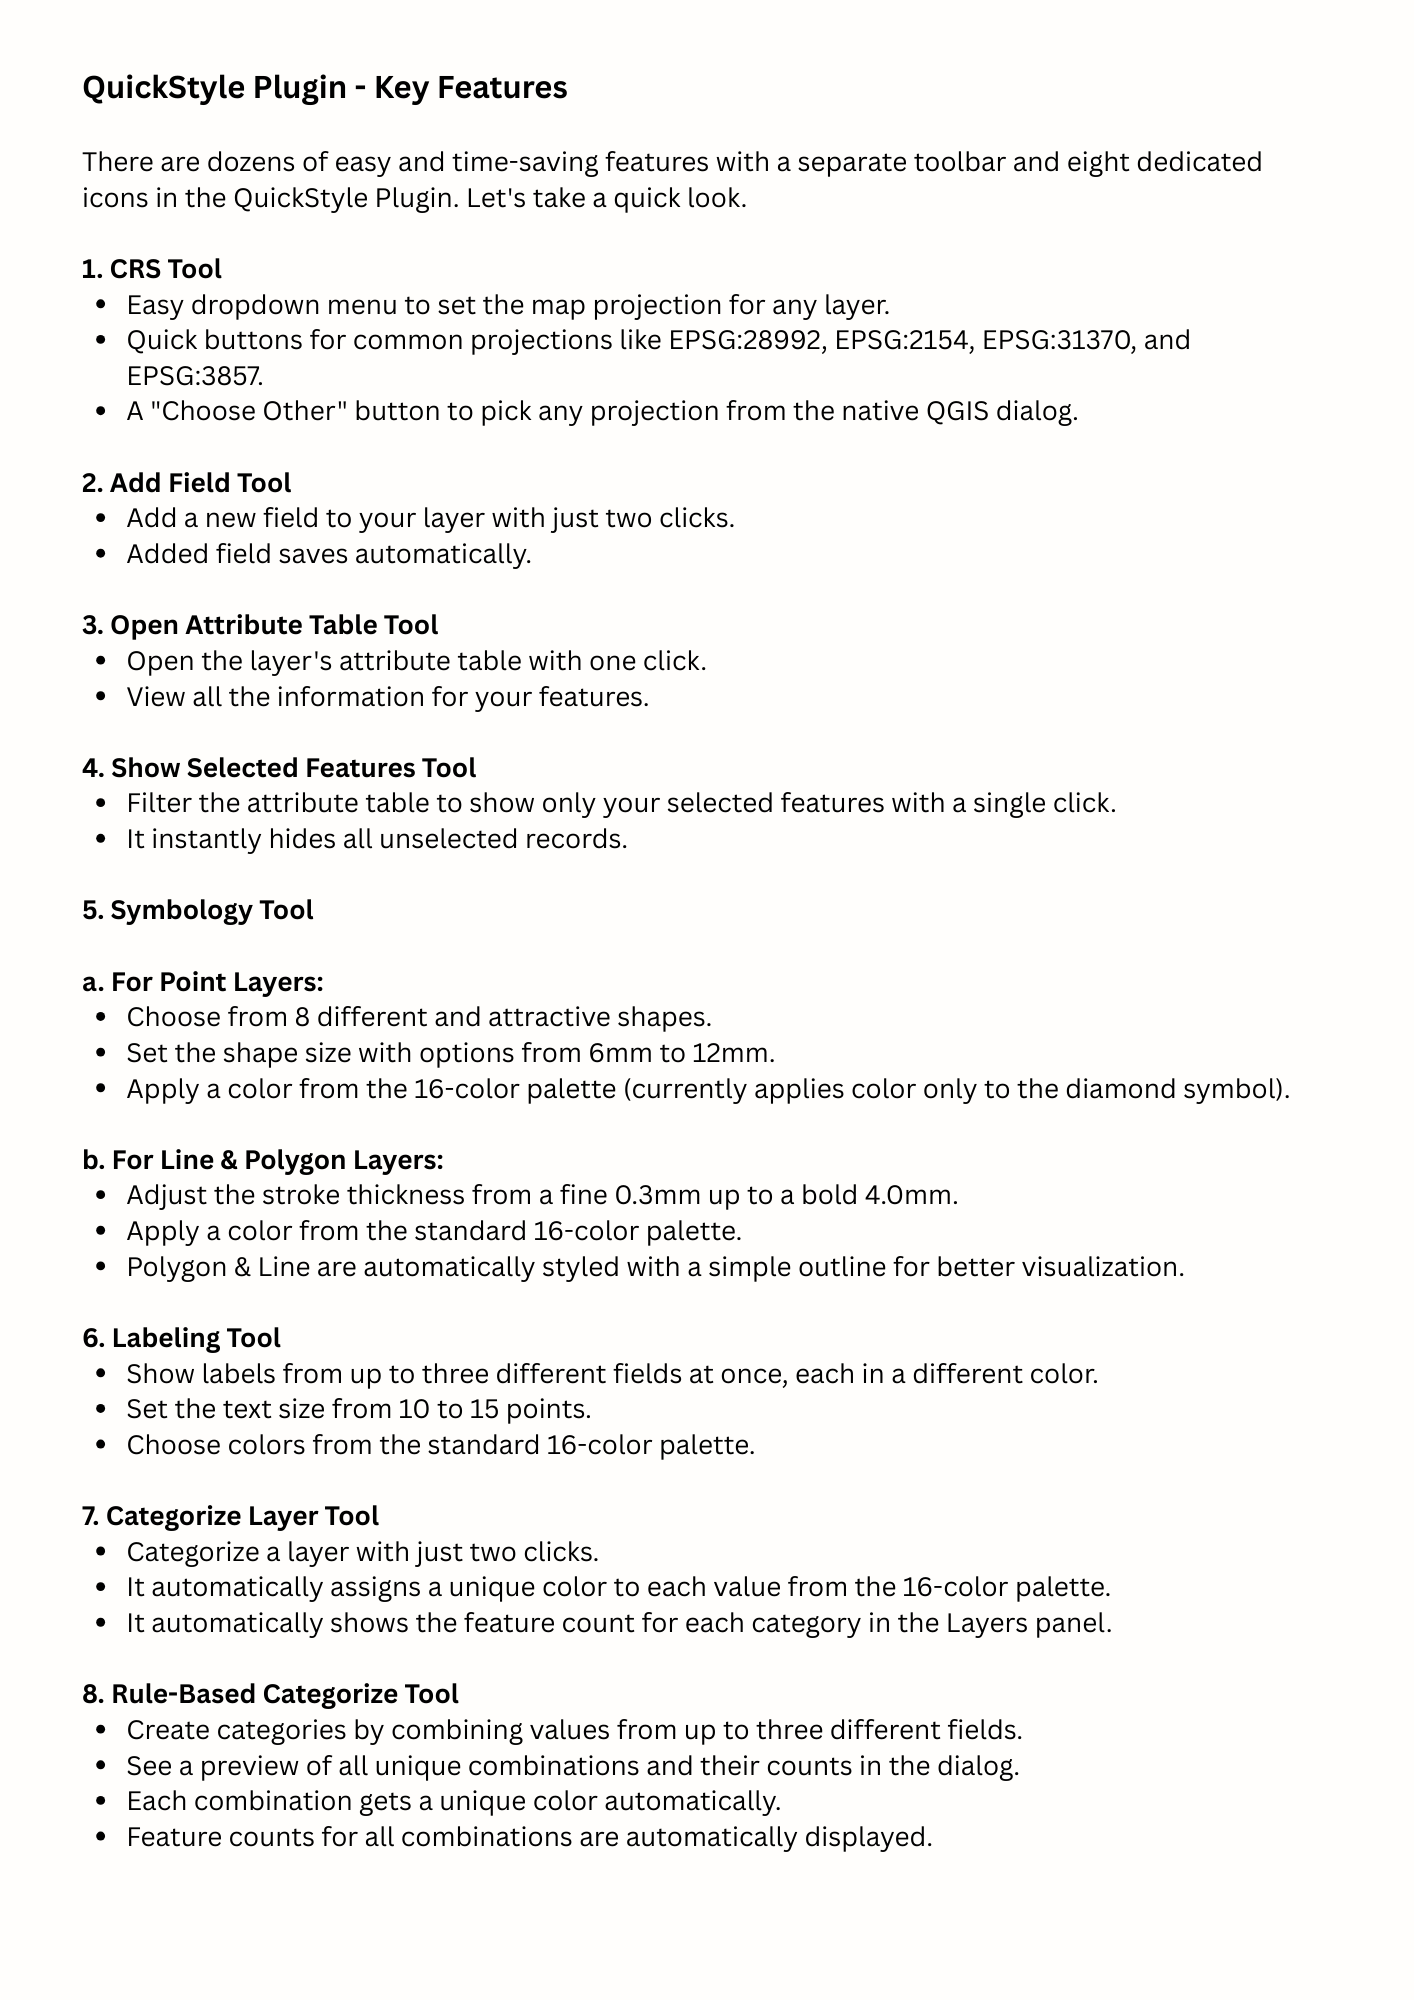 QuickStyle Plugin - Key Features
There are dozens of easy and time-saving features with a separate toolbar and eight dedicated
icons in the QuickStyle Plugin. Let's take a quick look.
1. CRS Tool
• Easy dropdown menu to set the map projection for any layer.
• Quick buttons for common projections like EPSG:28992, EPSG:2154, EPSG:31370, and
EPSG:3857.
• A "Choose Other" button to pick any projection from the native QGIS dialog.
2. Add Field Tool
• Add a new field to your layer with just two clicks.
• Added field saves automatically.
3. Open Attribute Table Tool
• Open the layer's attribute table with one click.
• View all the information for your features.
4. Show Selected Features Tool
• Filter the attribute table to show only your selected features with a single click.
• It instantly hides all unselected records.
5. Symbology Tool
a. For Point Layers:
• Choose from 8 different and attractive shapes.
• Set the shape size with options from 6mm to 12mm.
• Apply a color from the 16-color palette (currently applies color only to the diamond symbol).
b. For Line & Polygon Layers:
• Adjust the stroke thickness from a fine 0.3mm up to a bold 4.0mm.
• Apply a color from the standard 16-color palette.
• Polygon & Line are automatically styled with a simple outline for better visualization.
6. Labeling Tool
• Show labels from up to three different fields at once, each in a different color.
• Set the text size from 10 to 15 points.
• Choose colors from the standard 16-color palette.
7. Categorize Layer Tool
• Categorize a layer with just two clicks.
• It automatically assigns a unique color to each value from the 16-color palette.
• It automatically shows the feature count for each category in the Layers panel.
8. Rule-Based Categorize Tool
• Create categories by combining values from up to three different fields.
• See a preview of all unique combinations and their counts in the dialog.
• Each combination gets a unique color automatically.
• Feature counts for all combinations are automatically displayed.